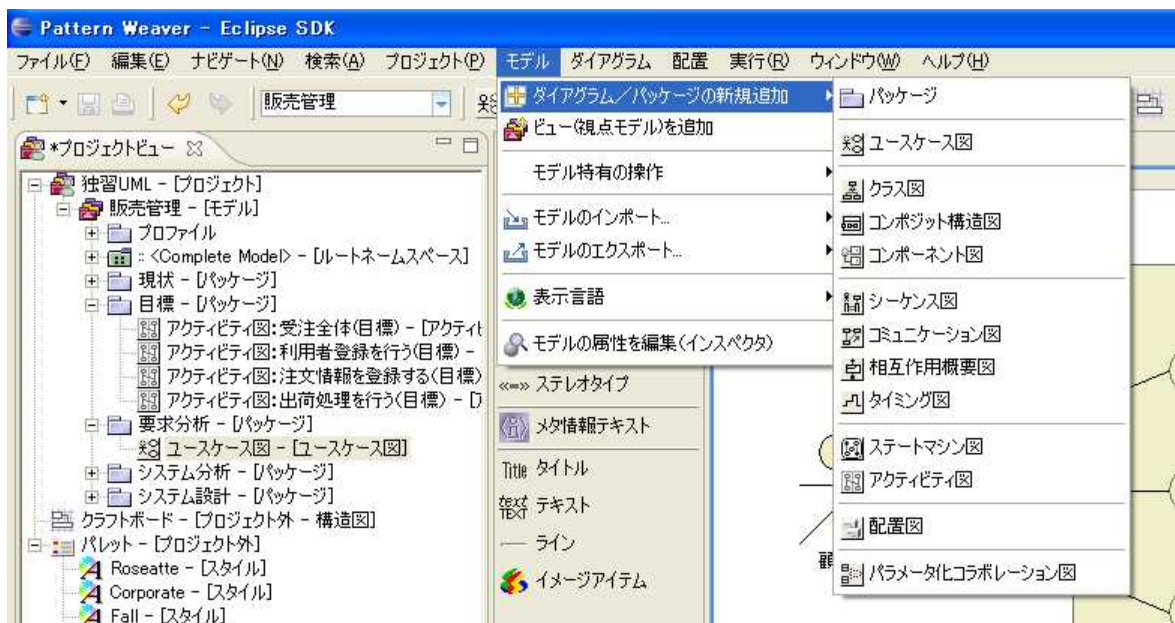 Pattern Weaver - Eclipse SDK
ファイル(F) 編集(E) ナビゲート(N) 検索(A) プロジェクト(P) モデル ダイアグラム 配置 実行(R) ウィンドウ(W) ヘルプ(H)
販売管理
*プロジェクトビュー
独習UML - [プロジェクト]
販売管理 - [モデル]
プロファイル
:: <Complete Model> - [ルートネームスペース]
現状 - [パッケージ]
目標 - [パッケージ]
アクティビティ図:受注全体(目標) - [アクティ
アクティビティ図:利用者登録を行う(目標) -
アクティビティ図:注文情報を登録する(目標)
アクティビティ図:出荷処理を行う(目標) -
要求分析 - [パッケージ]
ユースケース図 - [ユースケース図]
システム分析 - [パッケージ]
システム設計 - [パッケージ]
クラフトボード - [プロジェクト外 - 構造図]
パレット - [プロジェクト外]
Roseatte - [スタイル]
Corporate - [スタイル]
Fall - [スタイル]
ダイアグラム/パッケージの新規追加
ビュー(視点モデル)を追加
モデル特有の操作
モデルのインポート...
モデルのエクスポート...
表示言語
モデルの属性を編集(インスペクタ)
«=» ステレオタイプ
メタ情報テキスト
Title タイトル
text TEXT テキスト
ライン
イメージアイテム
パッケージ
ユースケース図
クラス図
コンポジット構造図
コンポーネント図
シーケンス図
コミュニケーション図
相互作用概要図
タイミング図
ステートマシン図
アクティビティ図
配置図
パラメータ化コラボレーション図